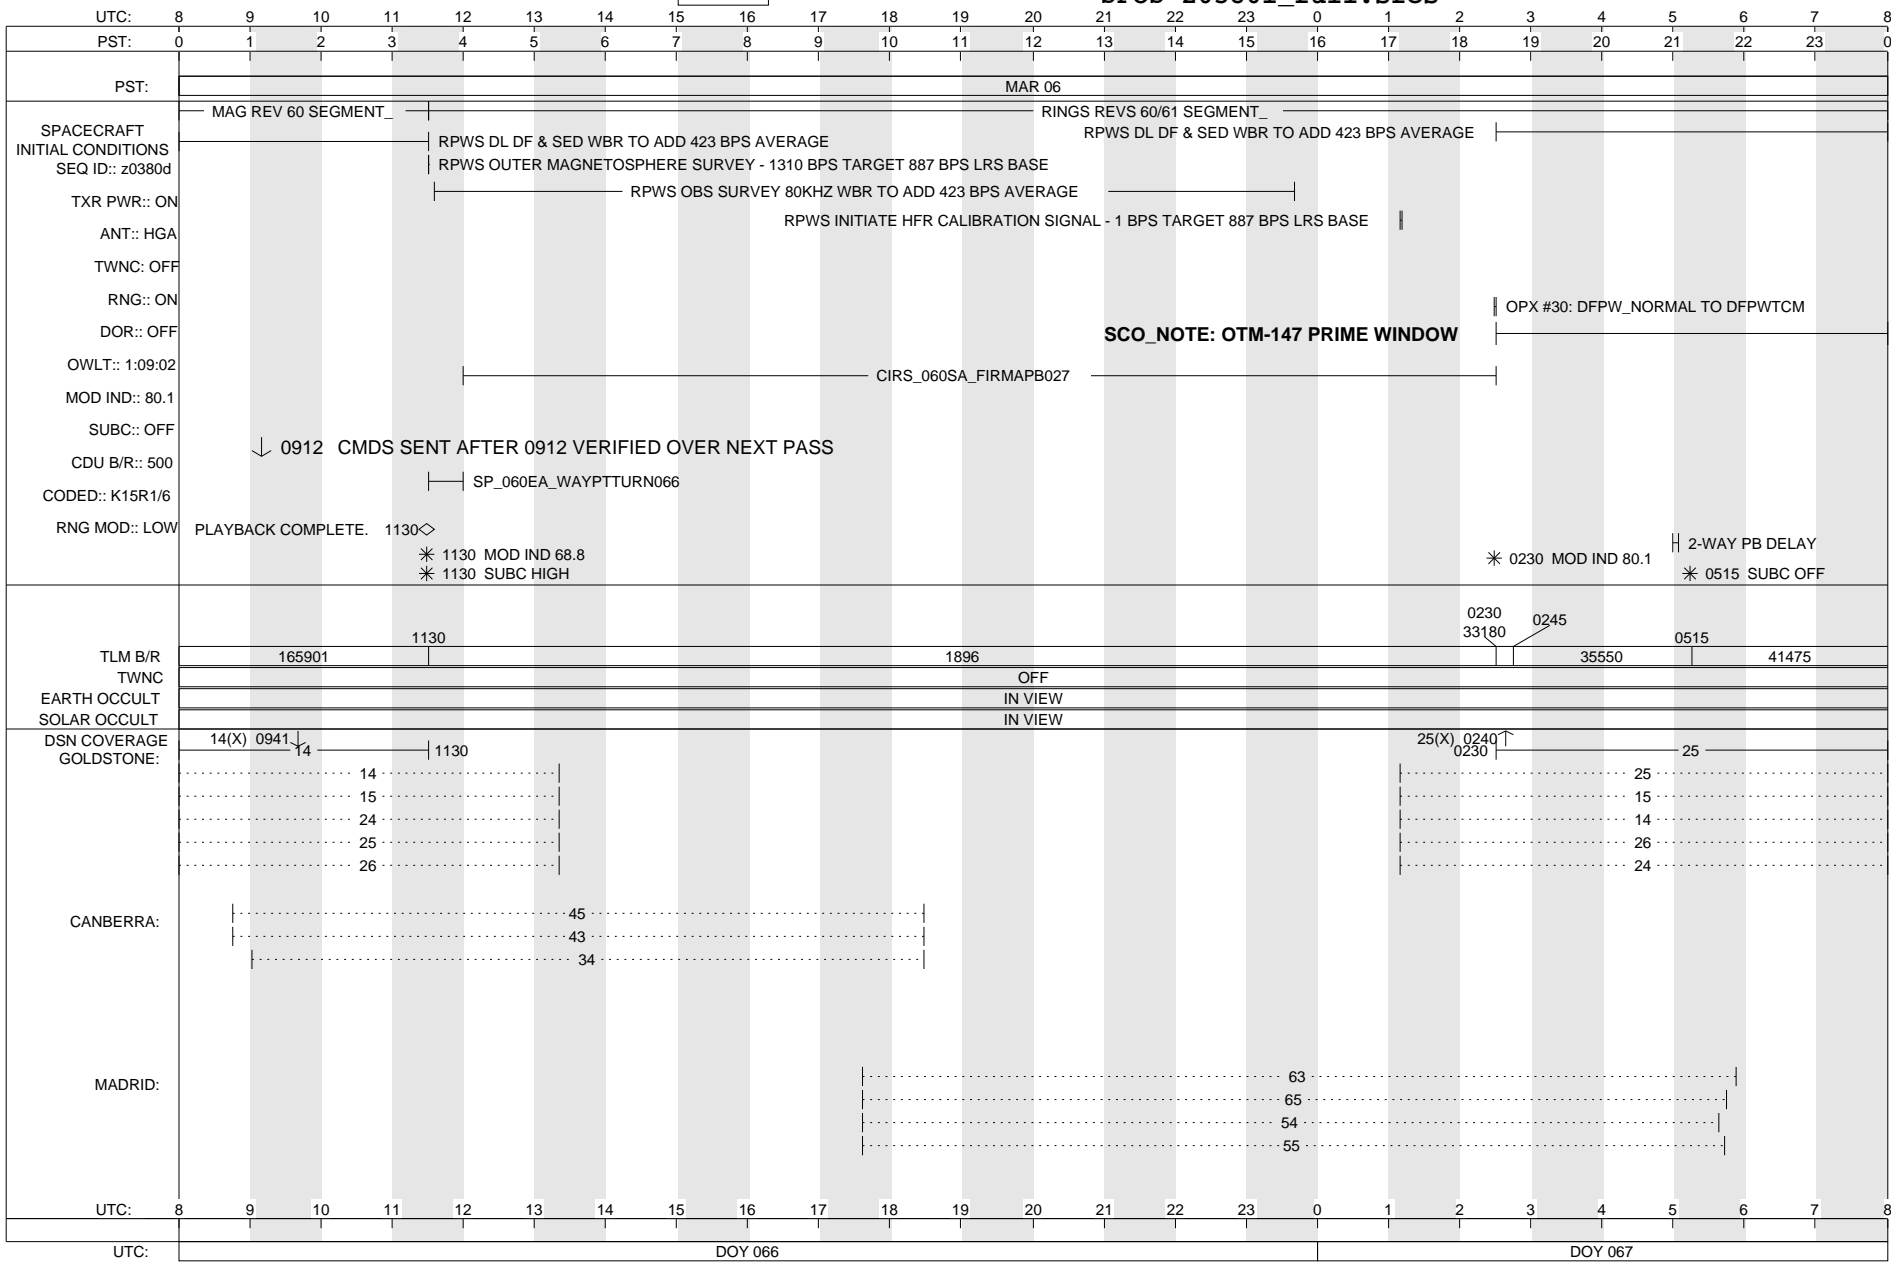 UTC: 8 9 10 11 12 13 14 15 16 17 18 19 20 21 22 23 0 1 2 3 4 5 6 7 8
PST: 0 1 2 3 4 5 6 7 8 9 10 11 12 13 14 15 16 17 18 19 20 21 22 23 0
PST: MAR 06
MAG REV 60 SEGMENT_ RINGS REVS 60/61 SEGMENT_
SPACECRAFT
INITIAL CONDITIONS
RPWS DL DF & SED WBR TO ADD 423 BPS AVERAGE
RPWS DL DF & SED WBR TO ADD 423 BPS AVERAGE
SEQ ID:: z0380d
RPWS OUTER MAGNETOSPHERE SURVEY - 1310 BPS TARGET 887 BPS LRS BASE
RPWS OBS SURVEY 80KHZ WBR TO ADD 423 BPS AVERAGE
TXR PWR:: ON
RPWS INITIATE HFR CALIBRATION SIGNAL - 1 BPS TARGET 887 BPS LRS BASE
ANT:: HGA
TWNC: OFF
RNG:: ON
OPX #30: DFPW_NORMAL TO DFPWTCM
DOR:: OFF
SCO_NOTE: OTM-147 PRIME WINDOW
OWLT:: 1:09:02
CIRS_060SA_FIRMAPB027
MOD IND:: 80.1
SUBC:: OFF
0912 CMDS SENT AFTER 0912 VERIFIED OVER NEXT PASS
CDU B/R:: 500
SP_060EA_WAYPTTURN066
CODED:: K15R1/6
RNG MOD:: LOW
PLAYBACK COMPLETE. 1130
2-WAY PB DELAY
1130 MOD IND 68.8
0230 MOD IND 80.1
1130 SUBC HIGH
0515 SUBC OFF
0230
0245
33180
1130
0515
TLM B/R 165901 1896 35550 41475
TWNC OFF
EARTH OCCULT IN VIEW
SOLAR OCCULT IN VIEW
DSN COVERAGE
14(X) 0941
25(X) 0240
GOLDSTONE:
14 1130
0230 25
14 25
15 15
24 14
25 26
26 24
CANBERRA:
45
43
34
MADRID:
63
65
54
55
UTC: 8 9 10 11 12 13 14 15 16 17 18 19 20 21 22 23 0 1 2 3 4 5 6 7 8
UTC: DOY 066 DOY 067